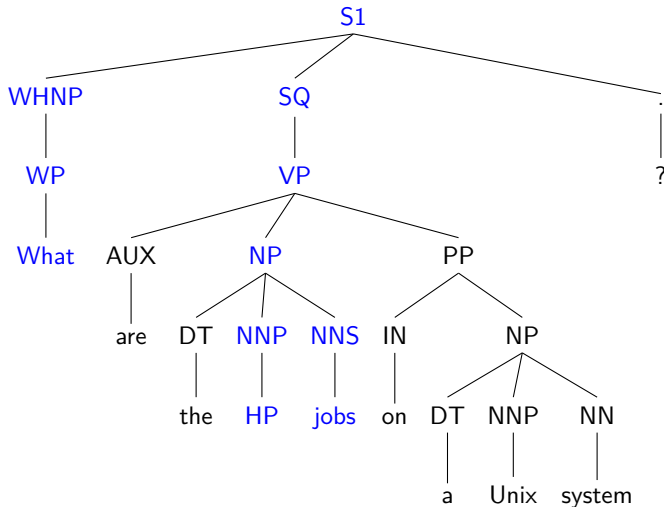 S1
WHNP SQ .
WP VP ?
What AUX NP PP
are DT NNP NNS IN NP
the HP jobs on DT NNP NN
a Unix system